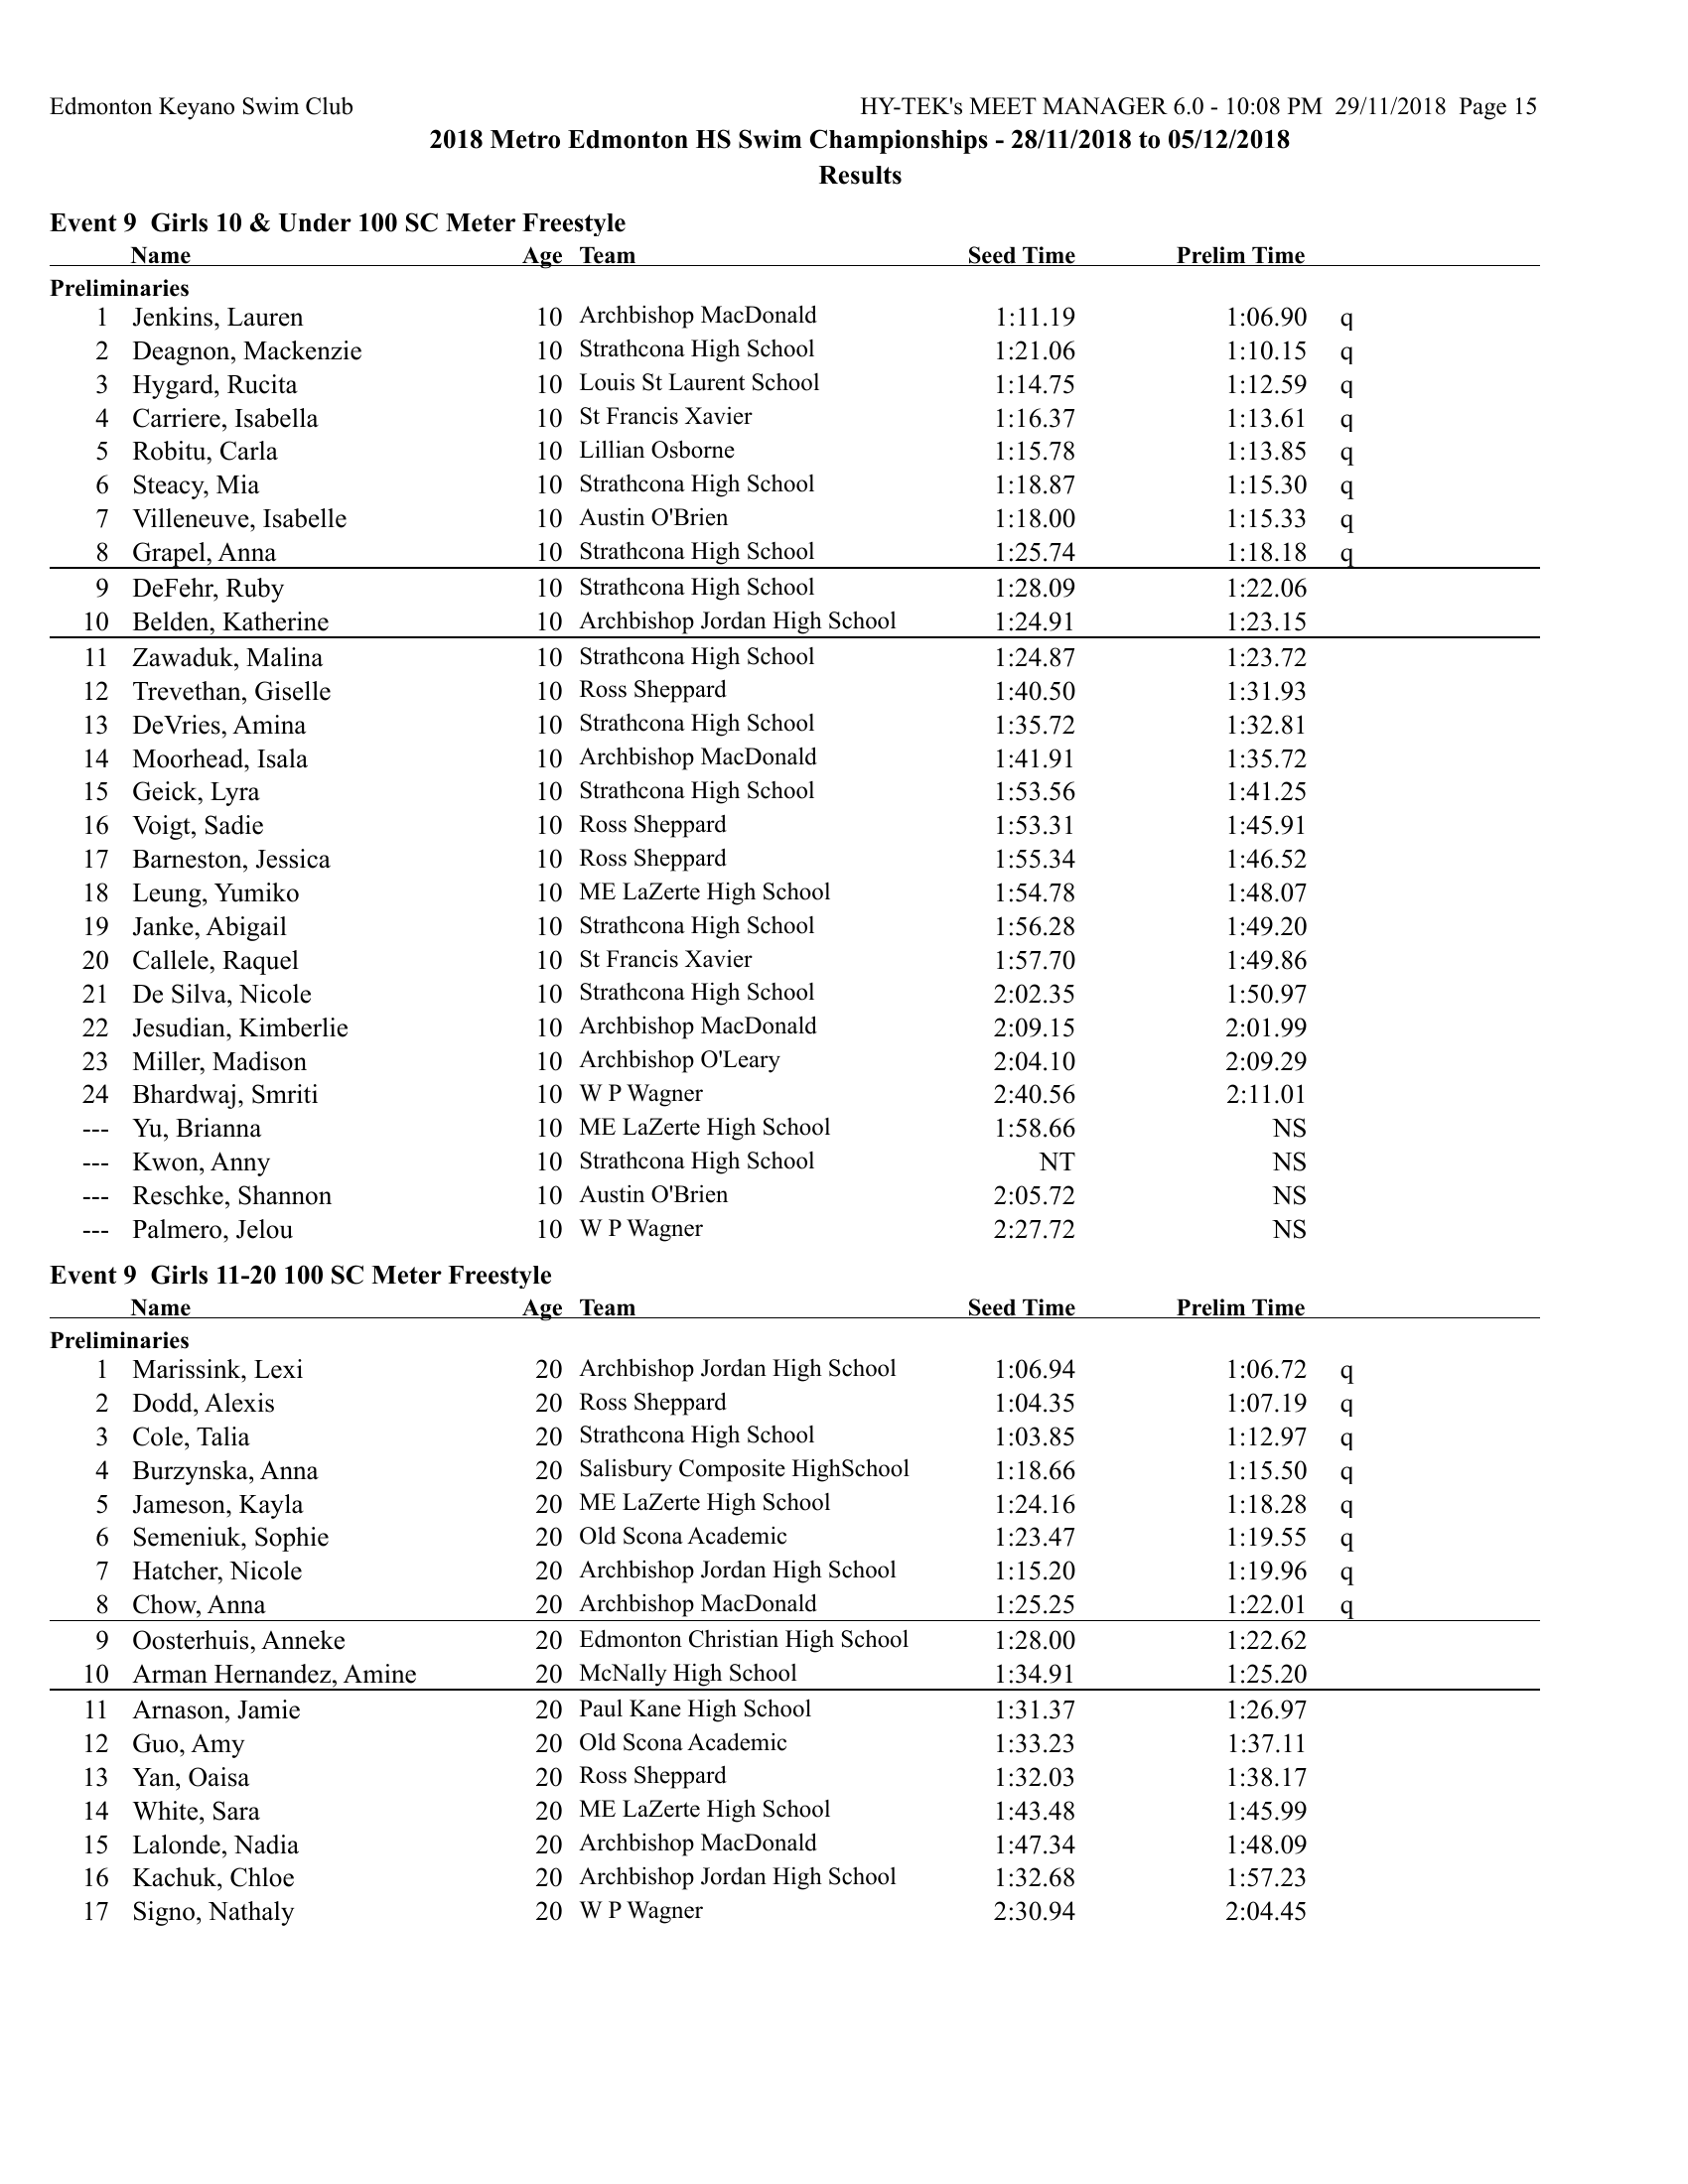 Edmonton Keyano Swim Club HY-TEK's MEET MANAGER 6.0 - 10:08 PM 29/11/2018 Page 15
2018 Metro Edmonton HS Swim Championships - 28/11/2018 to 05/12/2018
Results
Event 9 Girls 10 & Under 100 SC Meter Freestyle
Name Age Team Seed Time Prelim Time
Preliminaries
1 Jenkins, Lauren 10 Archbishop MacDonald 1:11.19 1:06.90 q
2 Deagnon, Mackenzie 10 Strathcona High School 1:21.06 1:10.15 q
3 Hygard, Rucita 10 Louis St Laurent School 1:14.75 1:12.59 q
4 Carriere, Isabella 10 St Francis Xavier 1:16.37 1:13.61 q
5 Robitu, Carla 10 Lillian Osborne 1:15.78 1:13.85 q
6 Steacy, Mia 10 Strathcona High School 1:18.87 1:15.30 q
7 Villeneuve, Isabelle 10 Austin O'Brien 1:18.00 1:15.33 q
8 Grapel, Anna 10 Strathcona High School 1:25.74 1:18.18 q
9 DeFehr, Ruby 10 Strathcona High School 1:28.09 1:22.06
10 Belden, Katherine 10 Archbishop Jordan High School 1:24.91 1:23.15
11 Zawaduk, Malina 10 Strathcona High School 1:24.87 1:23.72
12 Trevethan, Giselle 10 Ross Sheppard 1:40.50 1:31.93
13 DeVries, Amina 10 Strathcona High School 1:35.72 1:32.81
14 Moorhead, Isala 10 Archbishop MacDonald 1:41.91 1:35.72
15 Geick, Lyra 10 Strathcona High School 1:53.56 1:41.25
16 Voigt, Sadie 10 Ross Sheppard 1:53.31 1:45.91
17 Barneston, Jessica 10 Ross Sheppard 1:55.34 1:46.52
18 Leung, Yumiko 10 ME LaZerte High School 1:54.78 1:48.07
19 Janke, Abigail 10 Strathcona High School 1:56.28 1:49.20
20 Callele, Raquel 10 St Francis Xavier 1:57.70 1:49.86
21 De Silva, Nicole 10 Strathcona High School 2:02.35 1:50.97
22 Jesudian, Kimberlie 10 Archbishop MacDonald 2:09.15 2:01.99
23 Miller, Madison 10 Archbishop O'Leary 2:04.10 2:09.29
24 Bhardwaj, Smriti 10 W P Wagner 2:40.56 2:11.01
--- Yu, Brianna 10 ME LaZerte High School 1:58.66 NS
--- Kwon, Anny 10 Strathcona High School NT NS
--- Reschke, Shannon 10 Austin O'Brien 2:05.72 NS
--- Palmero, Jelou 10 W P Wagner 2:27.72 NS
Event 9 Girls 11-20 100 SC Meter Freestyle
Name Age Team Seed Time Prelim Time
Preliminaries
1 Marissink, Lexi 20 Archbishop Jordan High School 1:06.94 1:06.72 q
2 Dodd, Alexis 20 Ross Sheppard 1:04.35 1:07.19 q
3 Cole, Talia 20 Strathcona High School 1:03.85 1:12.97 q
4 Burzynska, Anna 20 Salisbury Composite HighSchool 1:18.66 1:15.50 q
5 Jameson, Kayla 20 ME LaZerte High School 1:24.16 1:18.28 q
6 Semeniuk, Sophie 20 Old Scona Academic 1:23.47 1:19.55 q
7 Hatcher, Nicole 20 Archbishop Jordan High School 1:15.20 1:19.96 q
8 Chow, Anna 20 Archbishop MacDonald 1:25.25 1:22.01 q
9 Oosterhuis, Anneke 20 Edmonton Christian High School 1:28.00 1:22.62
10 Arman Hernandez, Amine 20 McNally High School 1:34.91 1:25.20
11 Arnason, Jamie 20 Paul Kane High School 1:31.37 1:26.97
12 Guo, Amy 20 Old Scona Academic 1:33.23 1:37.11
13 Yan, Oaisa 20 Ross Sheppard 1:32.03 1:38.17
14 White, Sara 20 ME LaZerte High School 1:43.48 1:45.99
15 Lalonde, Nadia 20 Archbishop MacDonald 1:47.34 1:48.09
16 Kachuk, Chloe 20 Archbishop Jordan High School 1:32.68 1:57.23
17 Signo, Nathaly 20 W P Wagner 2:30.94 2:04.45